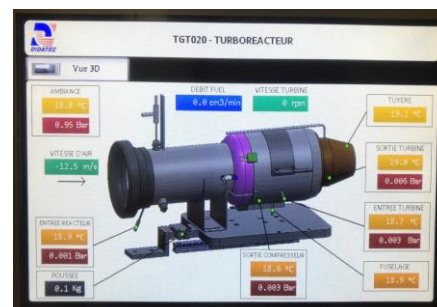 DIDATEC
TGT020 - TURBOREACTEUR
Vue 3D
AMBIANCE
0.95 Bar
DEBIT FUEL
0.0 cm3/min
VITESSE TURBINE
0 rpm
TUYERE
19.1 °C
VITESSE D'AIR
-12.5 m/s
SORTIE TURBINE
19.0 °C
0.006 Bar
ENTREE REACTEUR
18.9 °C
0.001 Bar
ENTREE TURBINE
18.7 °C
0.003 Bar
POUSSEE
0.1 Kg
SORTIE COMPRESSEUR
18.6 °C
0.003 Bar
FUSELAGE
18.9 °C